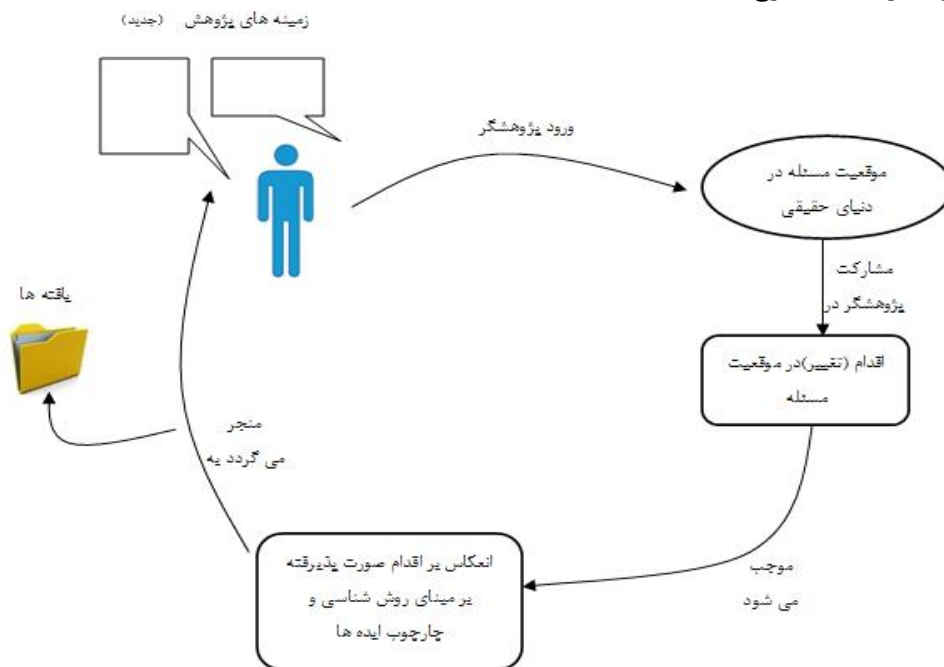 زمینه های پژوهش (جدید)
ورود پژوهشگر
موقعیت مسئله در
دنیای حقیقی
مشارکت
پژوهشگر در
اقدام (تغییر)در موقعیت
مسئله
موجب
می شود
انعکاس بر اقدام صورت پذیرفته
بر مبنای روش شناسی و
چارچوب ایده ها
منجر
می گردد به
یافته ها